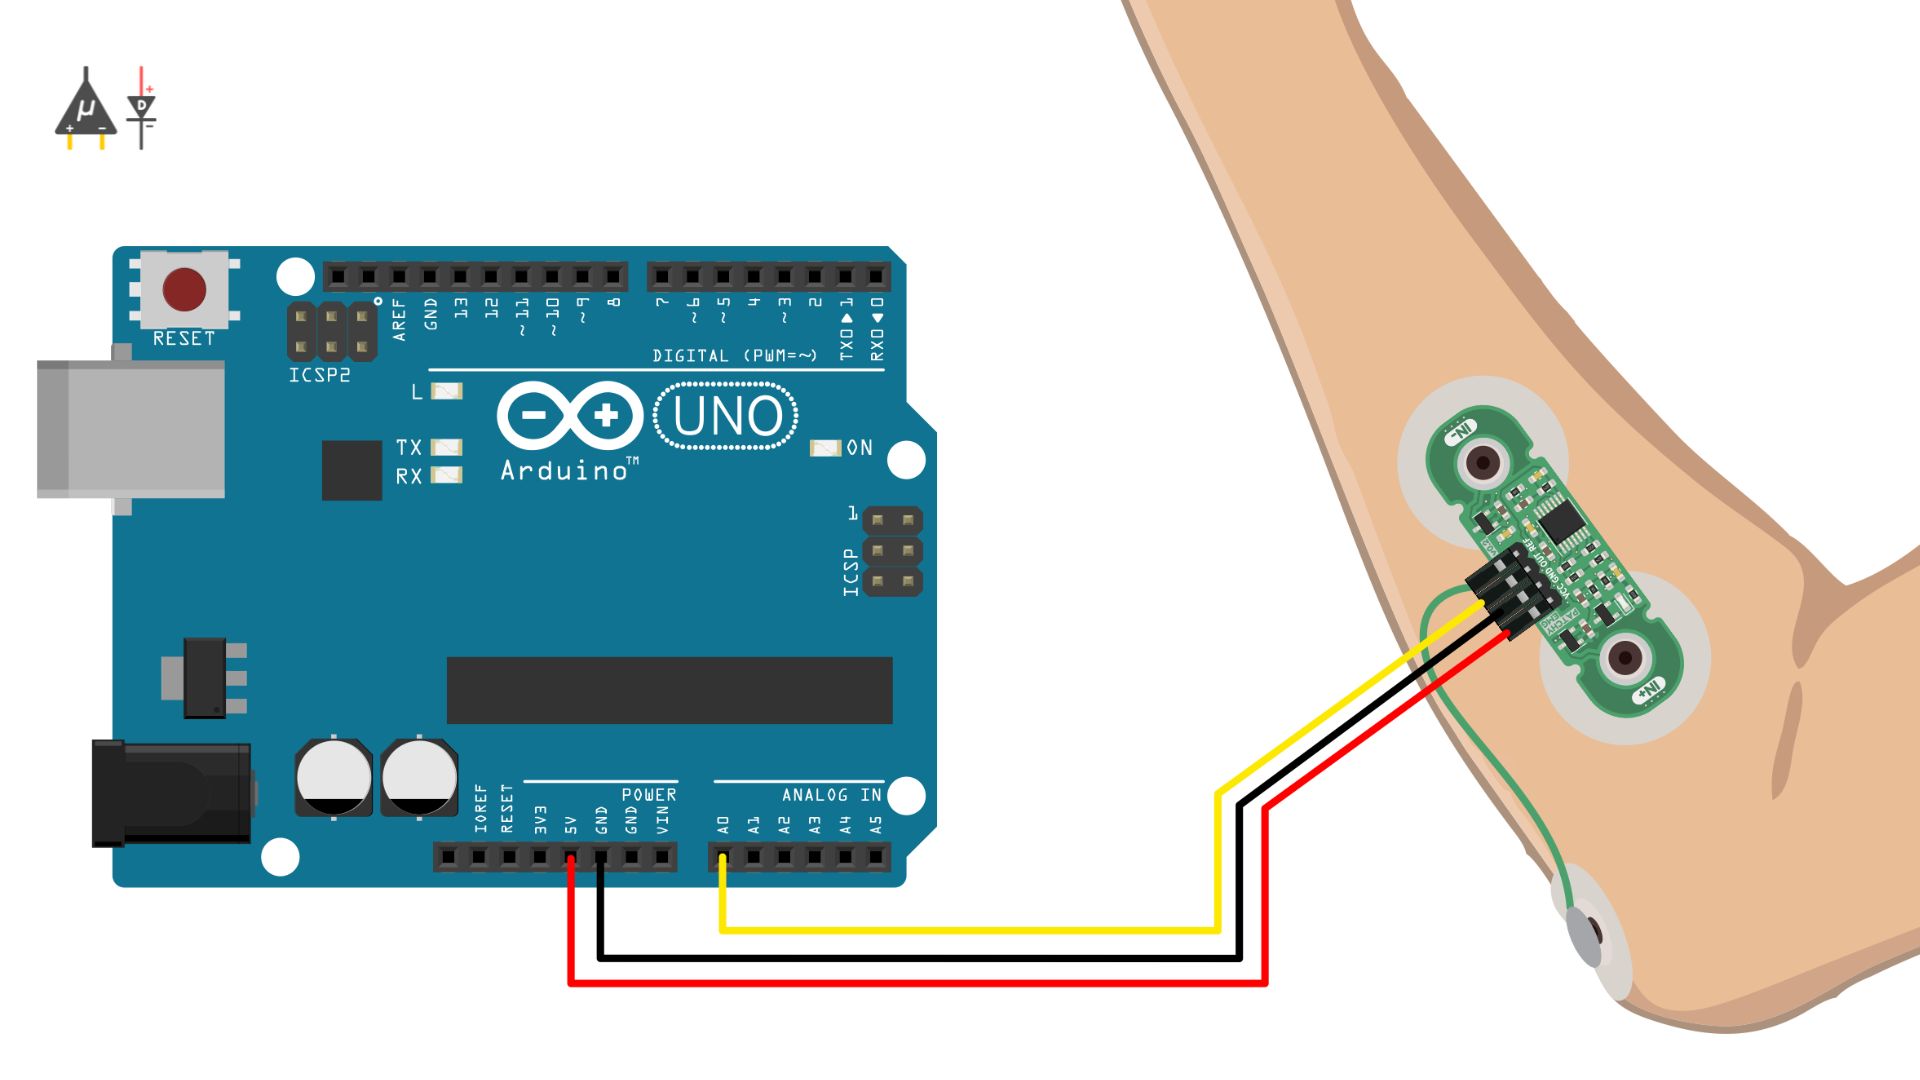 μ
D
+ -
+ -
RESET
ICSP2
AREF
GND
13
12
~11
~10
~9
8
7
~6
~5
4
~3
2
TX0▶1
RX0◀0
DIGITAL (PWM=~)
L
TX
RX
Arduino™
UNO
ON
1
ICSP
IOREF
RESET
3V3
5V
GND
GND
VIN
POWER
A0
A1
A2
A3
A4
A5
ANALOG IN
IN-
REF
OUT
GND
VCC
IN+